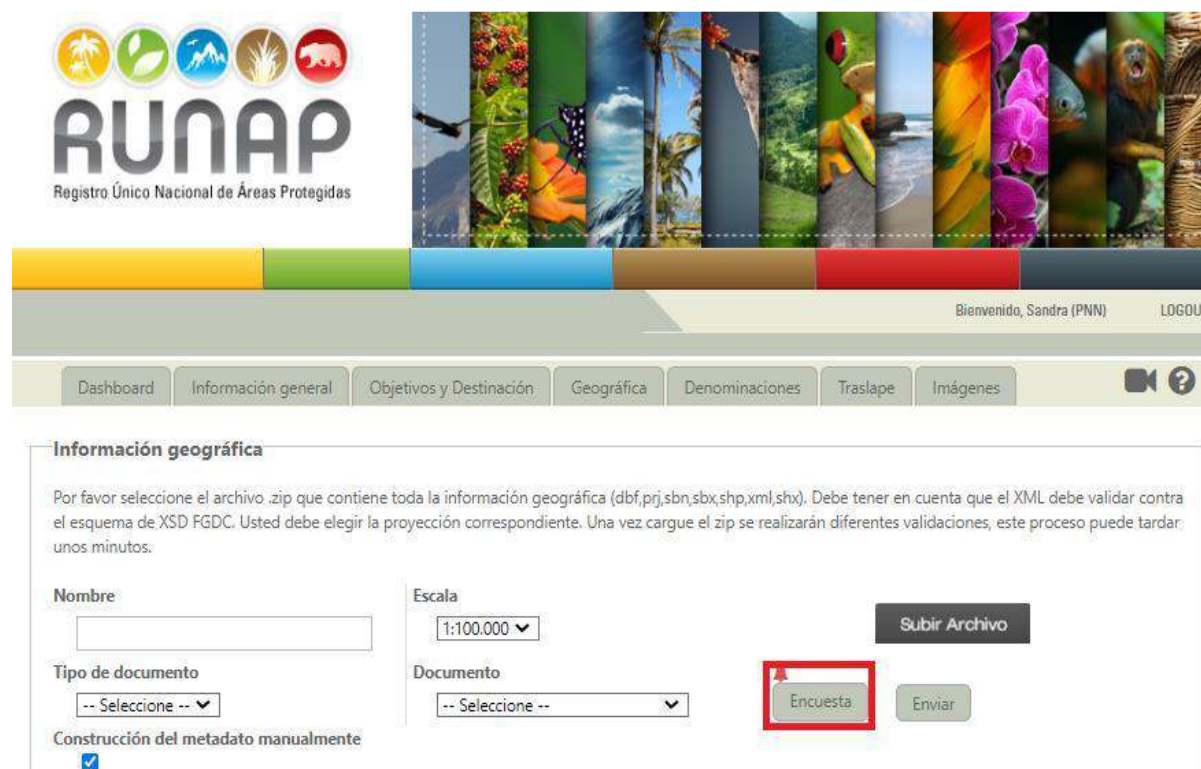 RUNAP
Registro Único Nacional de Áreas Protegidas
Bienvenido, Sandra (PNN) LOGOU
Dashboard Información general Objetivos y Destinación Geográfica Denominaciones Traslape Imágenes
Información geográfica
Por favor seleccione el archivo .zip que contiene toda la información geográfica (dbf,prj,sbn,sbx,shp,xml,shx). Debe tener en cuenta que el XML debe validar contra
el esquema de XSD FGDC. Usted debe elegir la proyección correspondiente. Una vez cargue el zip se realizarán diferentes validaciones, este proceso puede tardar
unos minutos.
Nombre Escala
1:100.000
Subir Archivo
Tipo de documento Documento
-- Seleccione -- -- Seleccione -- Encuesta Enviar
Construcción del metadato manualmente